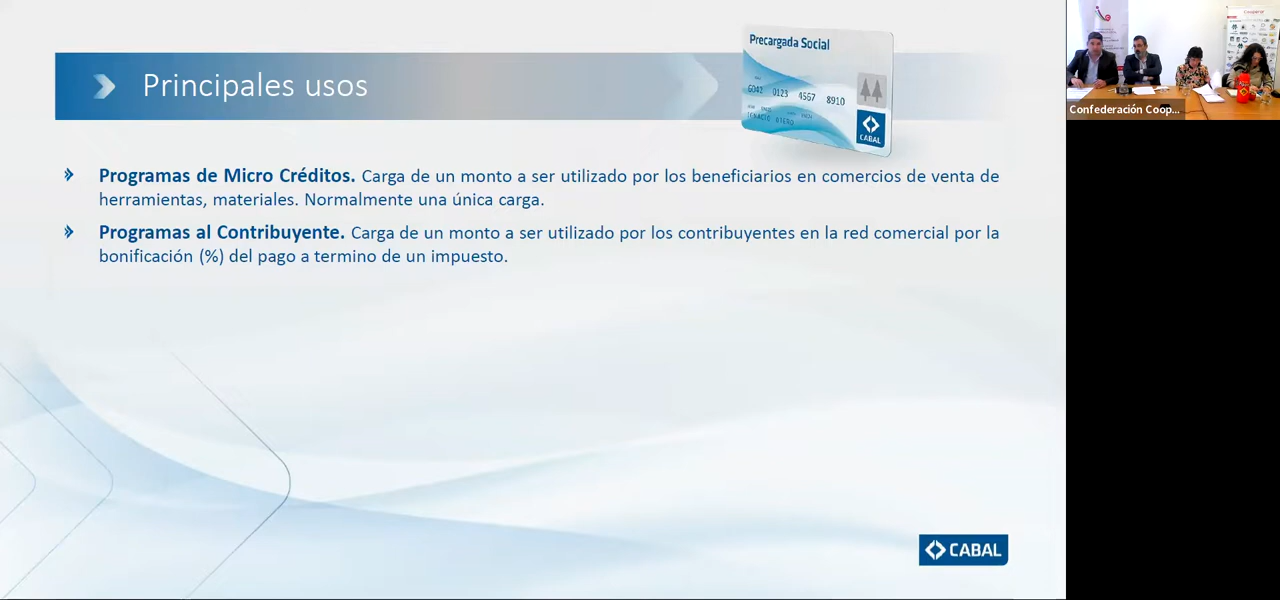 Principales usos
Precargada Social
6042 0123 4567 8910
IGNACIO OTERO
CABAL
Programas de Micro Créditos. Carga de un monto a ser utilizado por los beneficiarios en comercios de venta de
herramientas, materiales. Normalmente una única carga.
Programas al Contribuyente. Carga de un monto a ser utilizado por los contribuyentes en la red comercial por la
bonificación (%) del pago a termino de un impuesto.
CABAL
Confederación Coop...